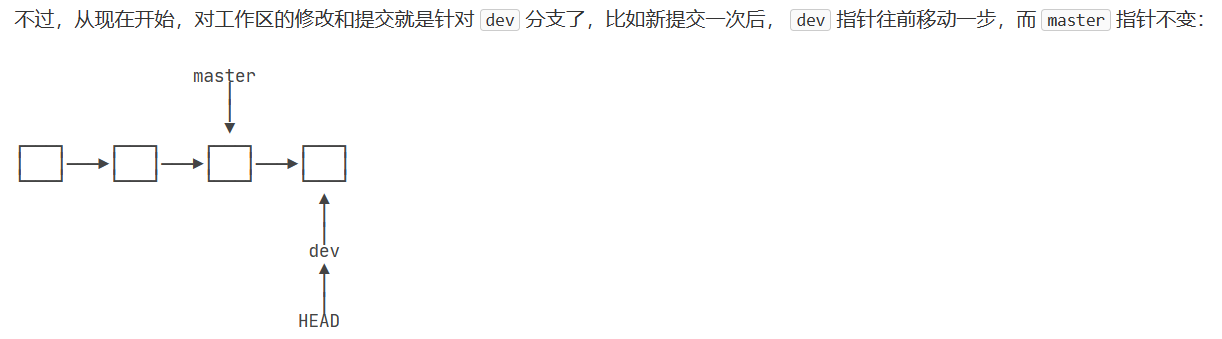 不过，从现在开始，对工作区的修改和提交就是针对 dev 分支了，比如新提交一次后， dev 指针往前移动一步，而 master 指针不变：
master
dev
HEAD